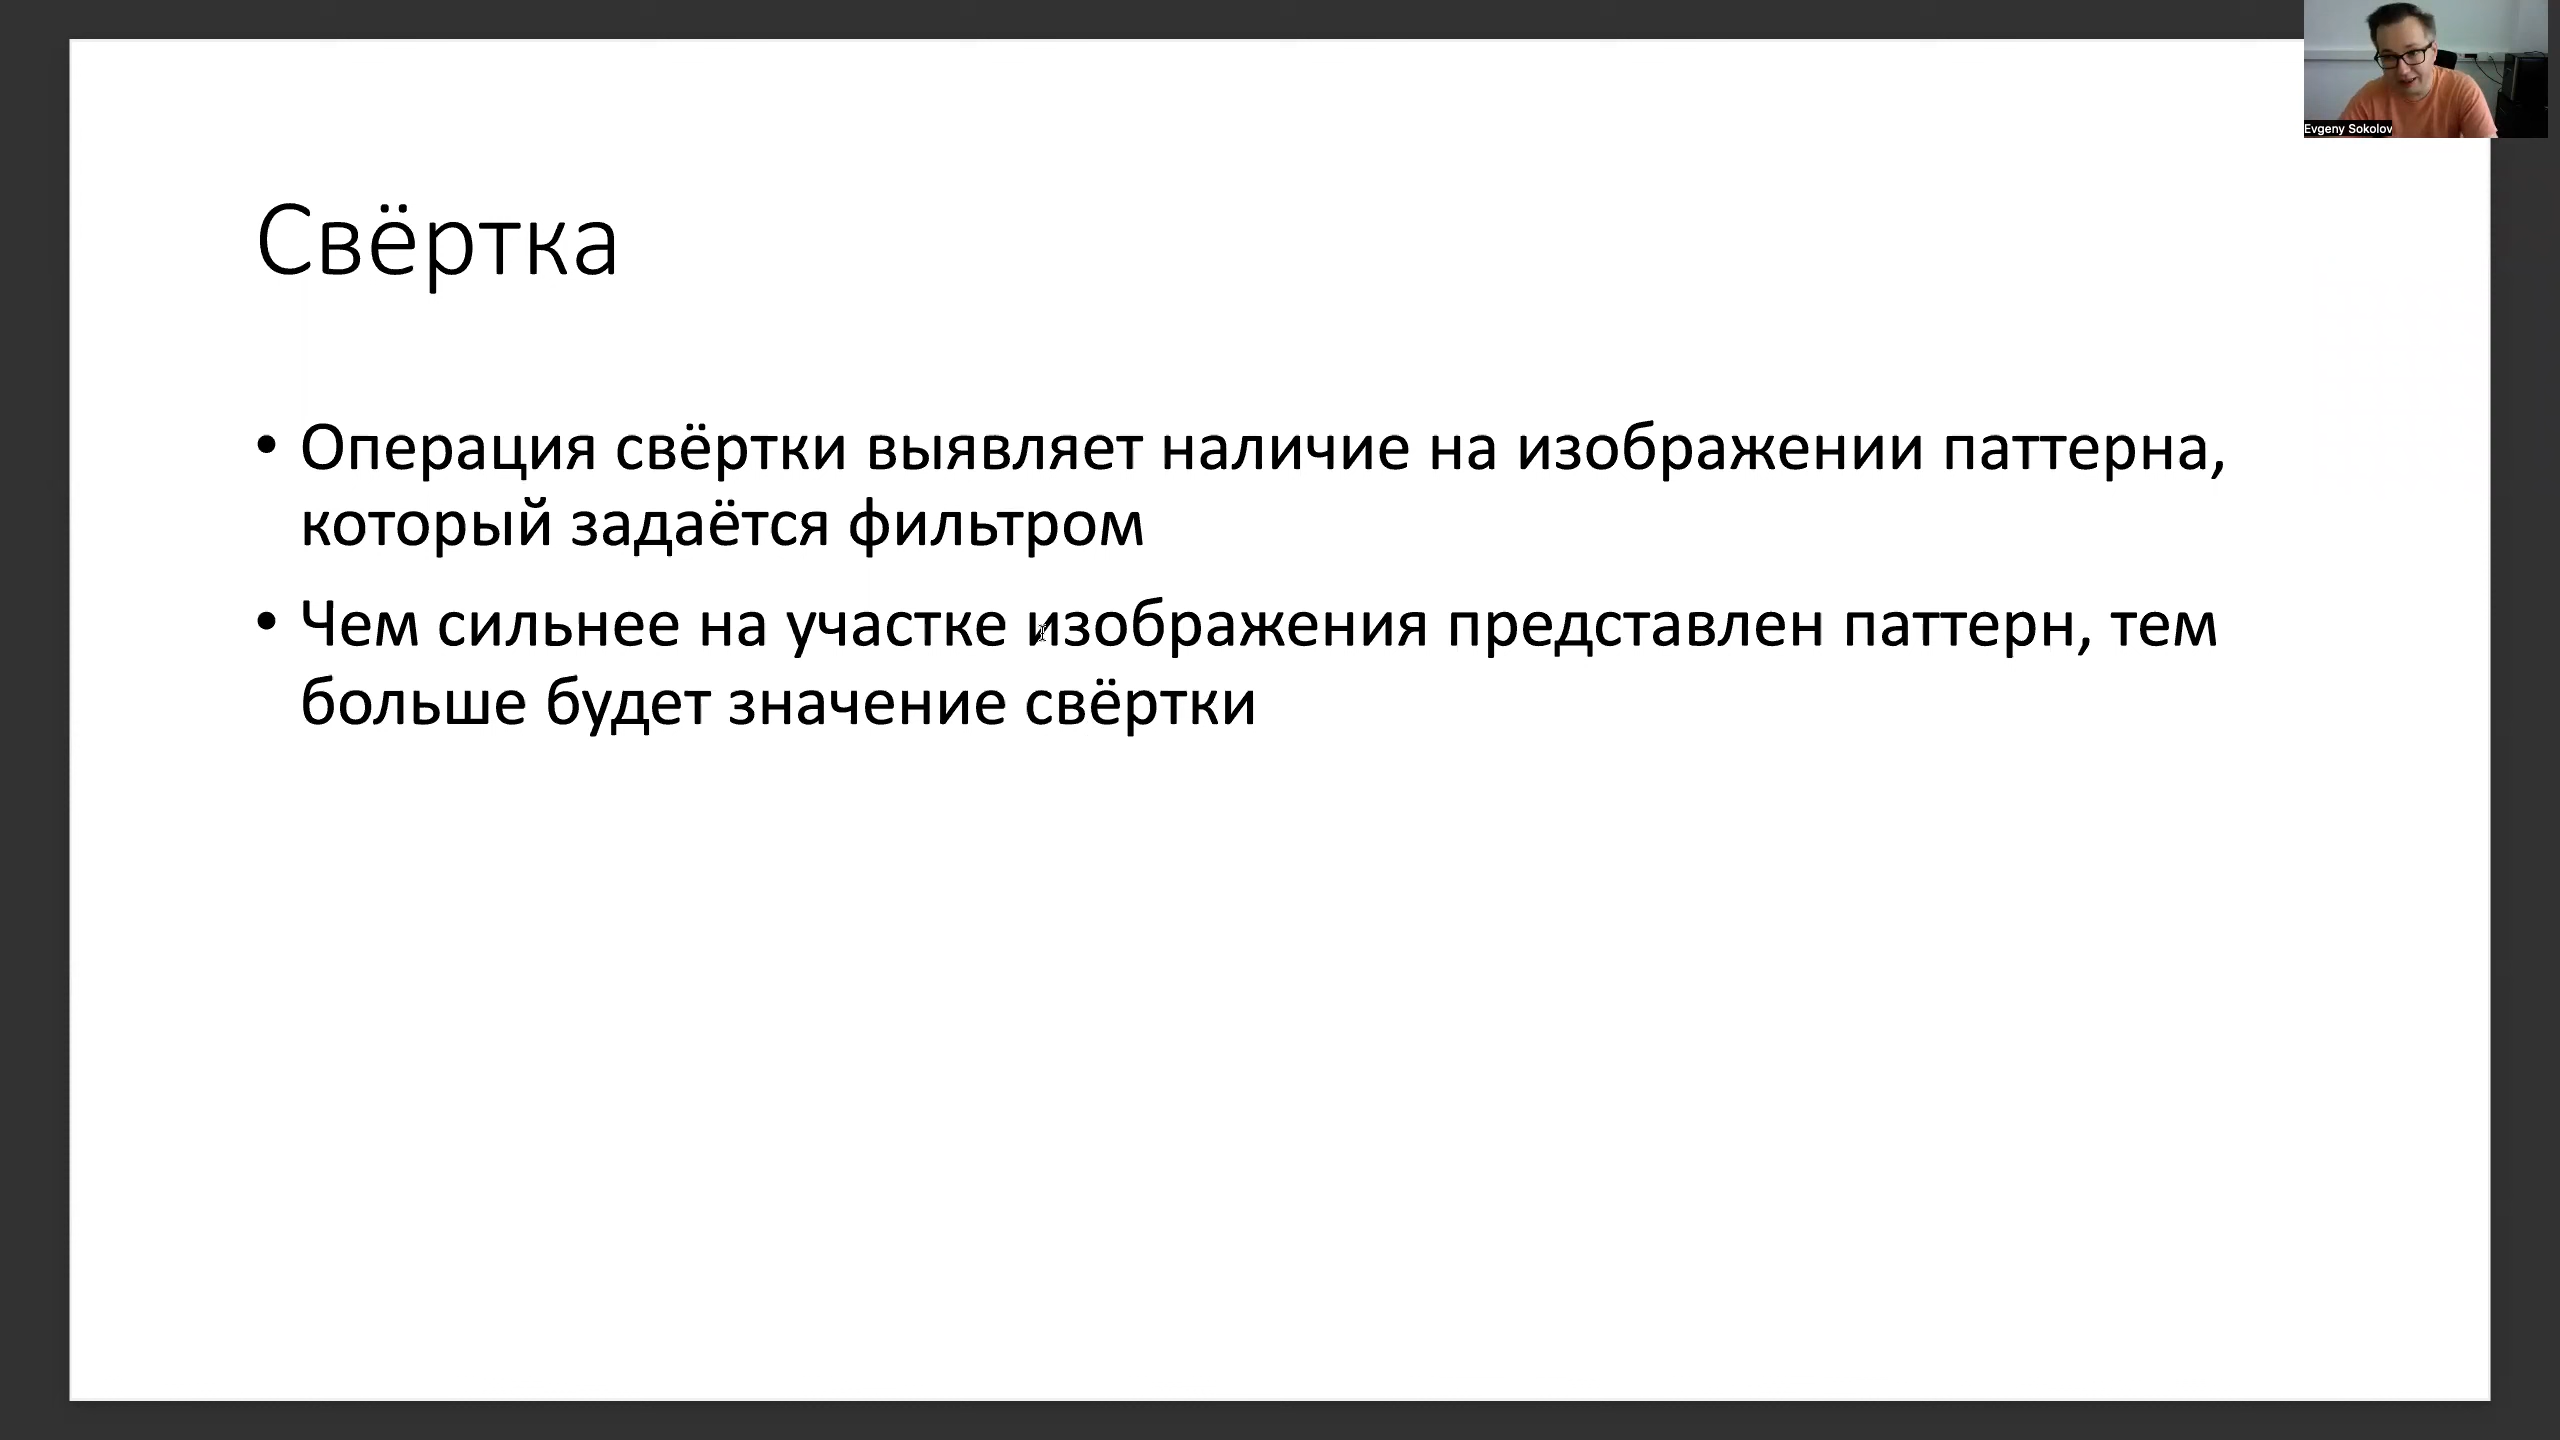 Evgeny Sokolov
Свёртка
• Операция свёртки выявляет наличие на изображении паттерна,
который задаётся фильтром
• Чем сильнее на участке изображения представлен паттерн, тем
больше будет значение свёртки